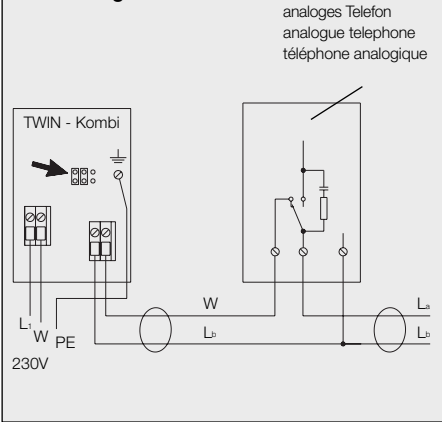 analoges Telefon
analogue telephone
téléphone analogique
TWIN - Kombi
L1
W
PE
230V
W
Lb
La
Lb